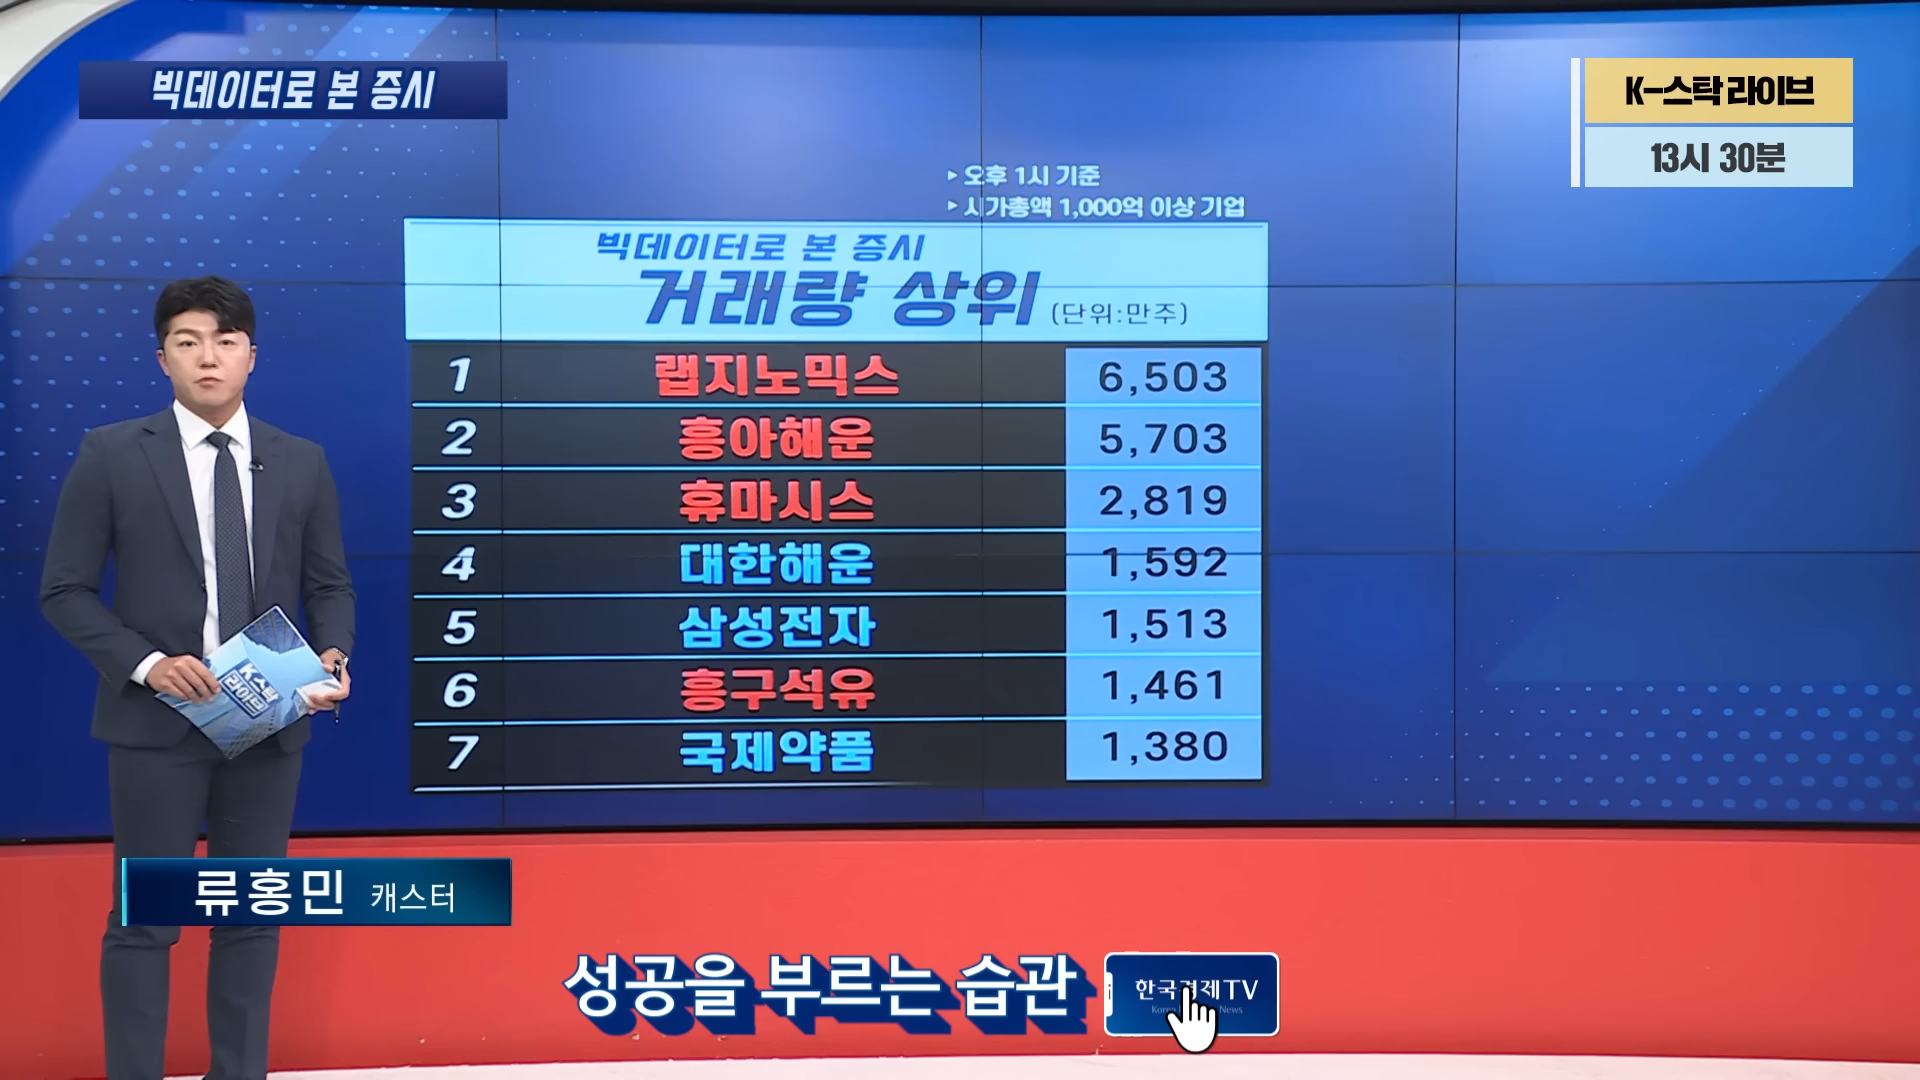 빅데이터로 본 증시
K-스탁 라이브
13시 30분
▸ 오후 1시 기준
▸ 시가총액 1,000억 이상 기업
빅데이터로 본 증시
거래량 상위 (단위:만주)
1 랩지노믹스 6,503
2 흥아해운 5,703
3 휴마시스 2,819
4 대한해운 1,592
5 삼성전자 1,513
6 흥구석유 1,461
7 국제약품 1,380
K-스탁
라이브
류홍민 캐스터
성공을 부르는 습관
한국경제TV
News